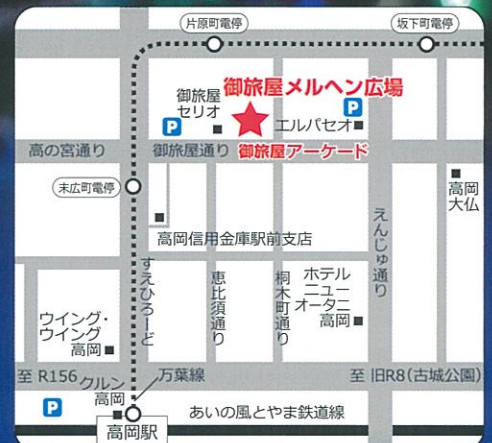 片原町電停
坂下町電停
御旅屋メルヘン広場
御旅屋
セリオ
P
P
エルパセオ
高の宮通り
御旅屋通り
御旅屋アーケード
末広町電停
高岡
大仏
高岡信用金庫駅前支店
えんじゅ通り
すえひろーど
恵比須通り
桐木町通り
ホテル
ニュー
オータニ
高岡
ウイング・
ウイング
高岡
至 R156
クルン
高岡
万葉線
至 旧R8(古城公園)
P
あいの風とやま鉄道線
高岡駅